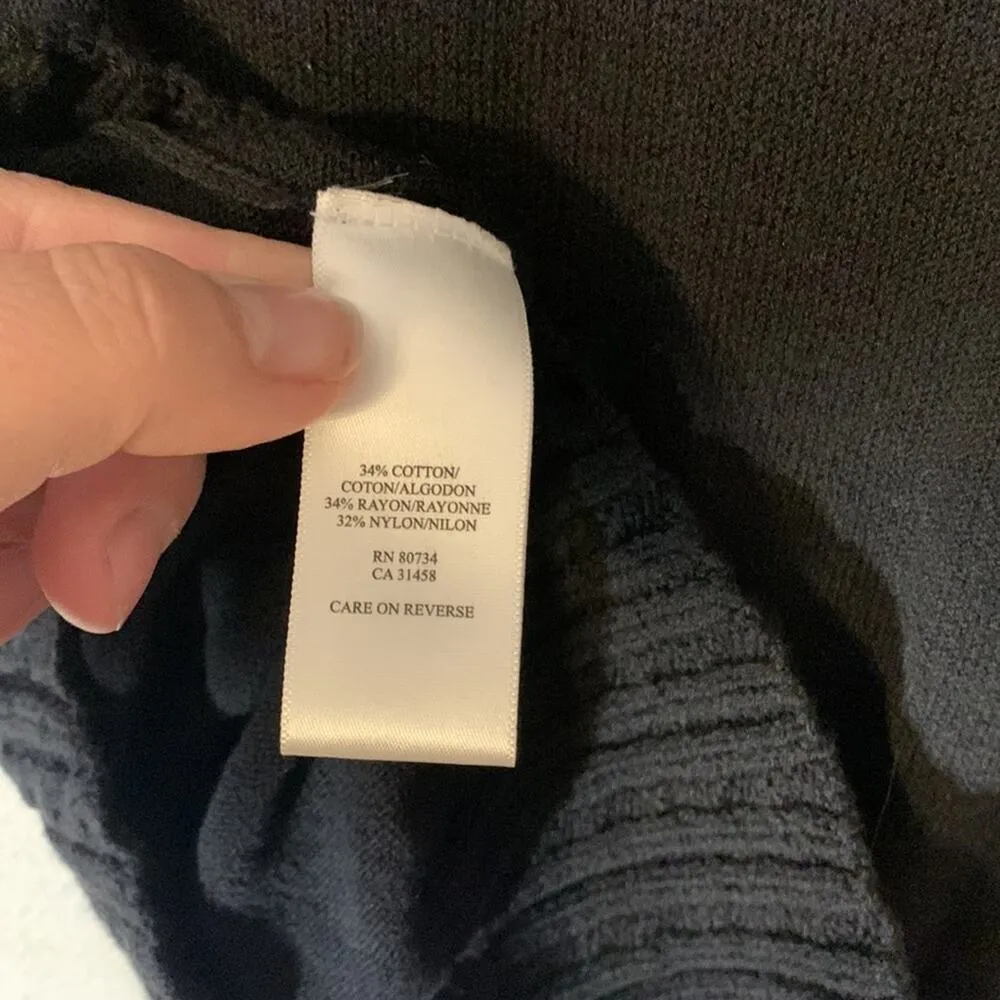 34% COTTON/
COTON/ALGODON
34% RAYON/RAYONNE
32% NYLON/NILON
RN 80734
CA 31458
CARE ON REVERSE